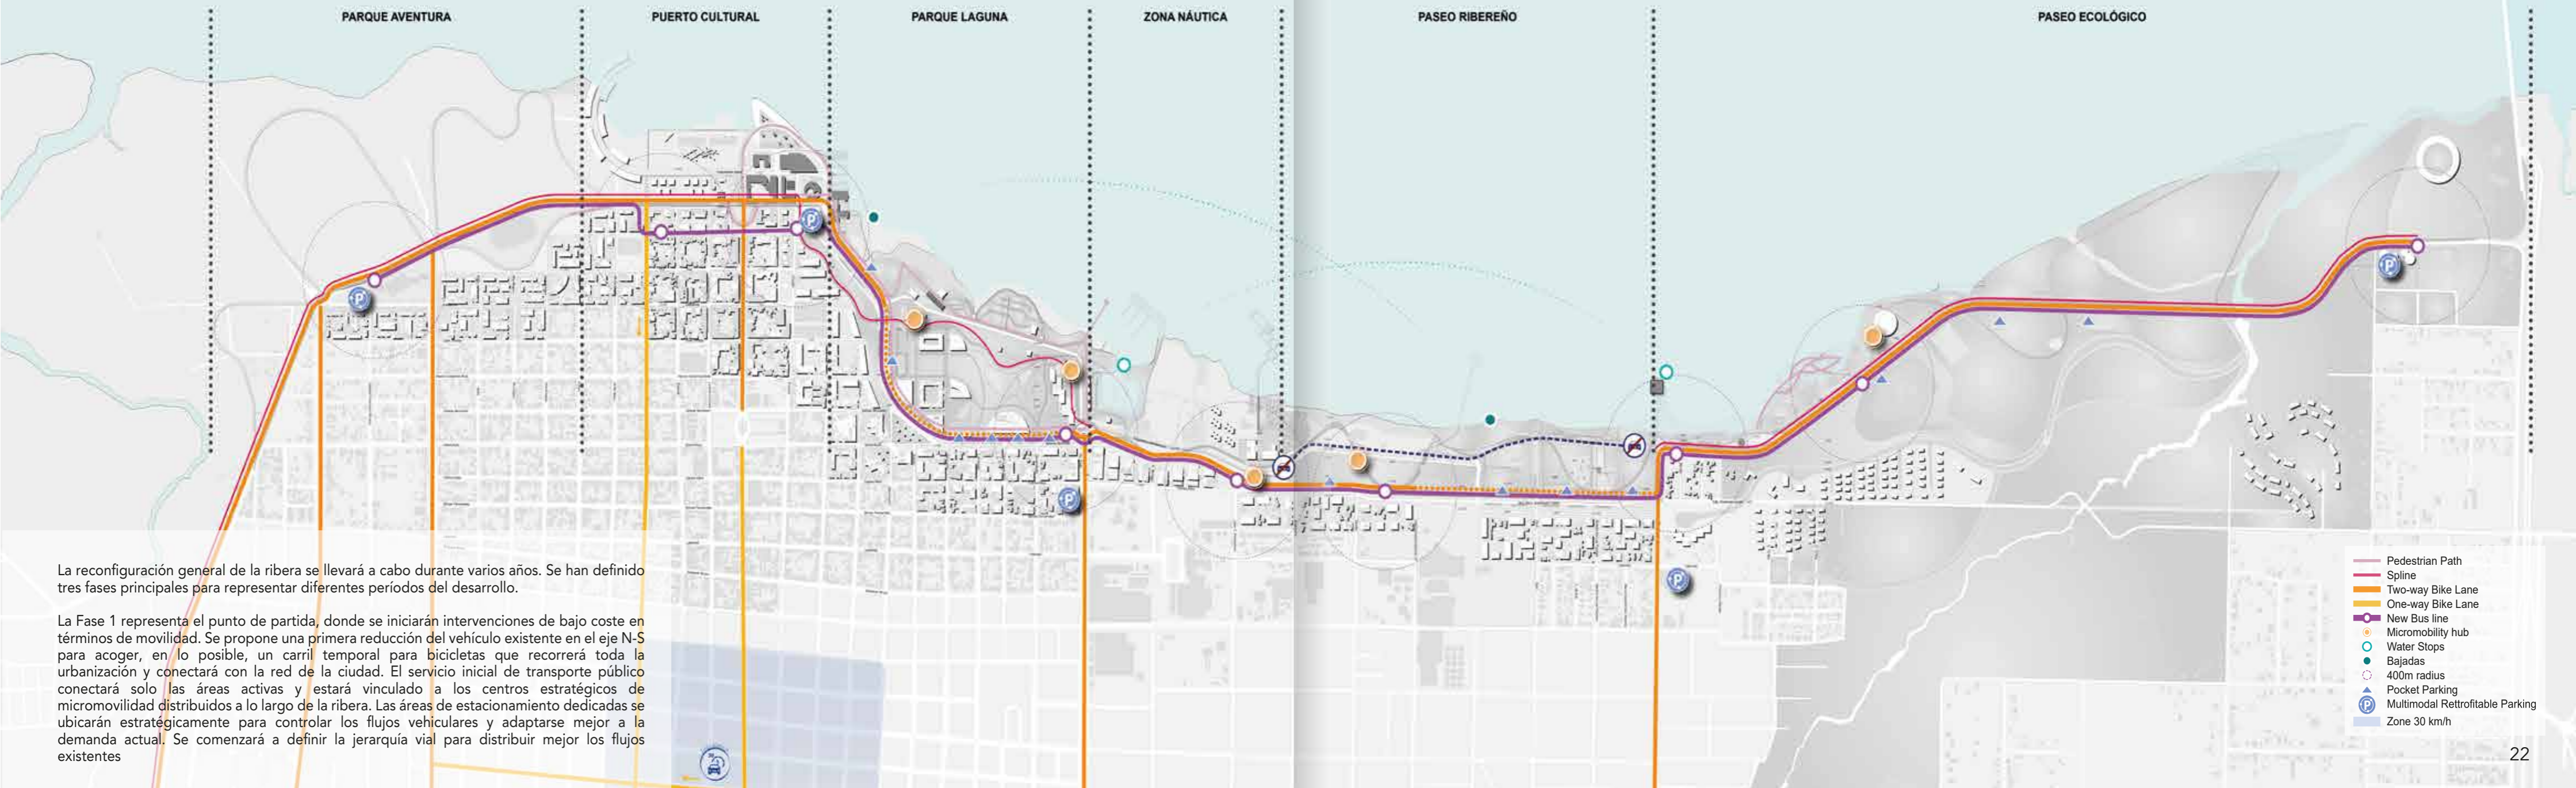 PARQUE AVENTURA
PUERTO CULTURAL
PARQUE LAGUNA
ZONA NÁUTICA
PASEO RIBEREÑO
PASEO ECOLÓGICO
P
P
P
P
P
La reconfiguración general de la ribera se llevará a cabo durante varios años. Se han definido
tres fases principales para representar diferentes períodos del desarrollo.
La Fase 1 representa el punto de partida, donde se iniciarán intervenciones de bajo coste en
términos de movilidad. Se propone una primera reducción del vehículo existente en el eje N-S
para acoger, en lo posible, un carril temporal para bicicletas que recorrerá toda la
urbanización y conectará con la red de la ciudad. El servicio inicial de transporte público
conectará solo las áreas activas y estará vinculado a los centros estratégicos de
micromovilidad distribuidos a lo largo de la ribera. Las áreas de estacionamiento dedicadas se
ubicarán estratégicamente para controlar los flujos vehiculares y adaptarse mejor a la
demanda actual. Se comenzará a definir la jerarquía vial para distribuir mejor los flujos
existentes
Pedestrian Path
Spline
Two-way Bike Lane
One-way Bike Lane
New Bus line
Micromobility hub
Water Stops
Bajadas
400m radius
Pocket Parking
P Multimodal Rettrofitable Parking
Zone 30 km/h
22